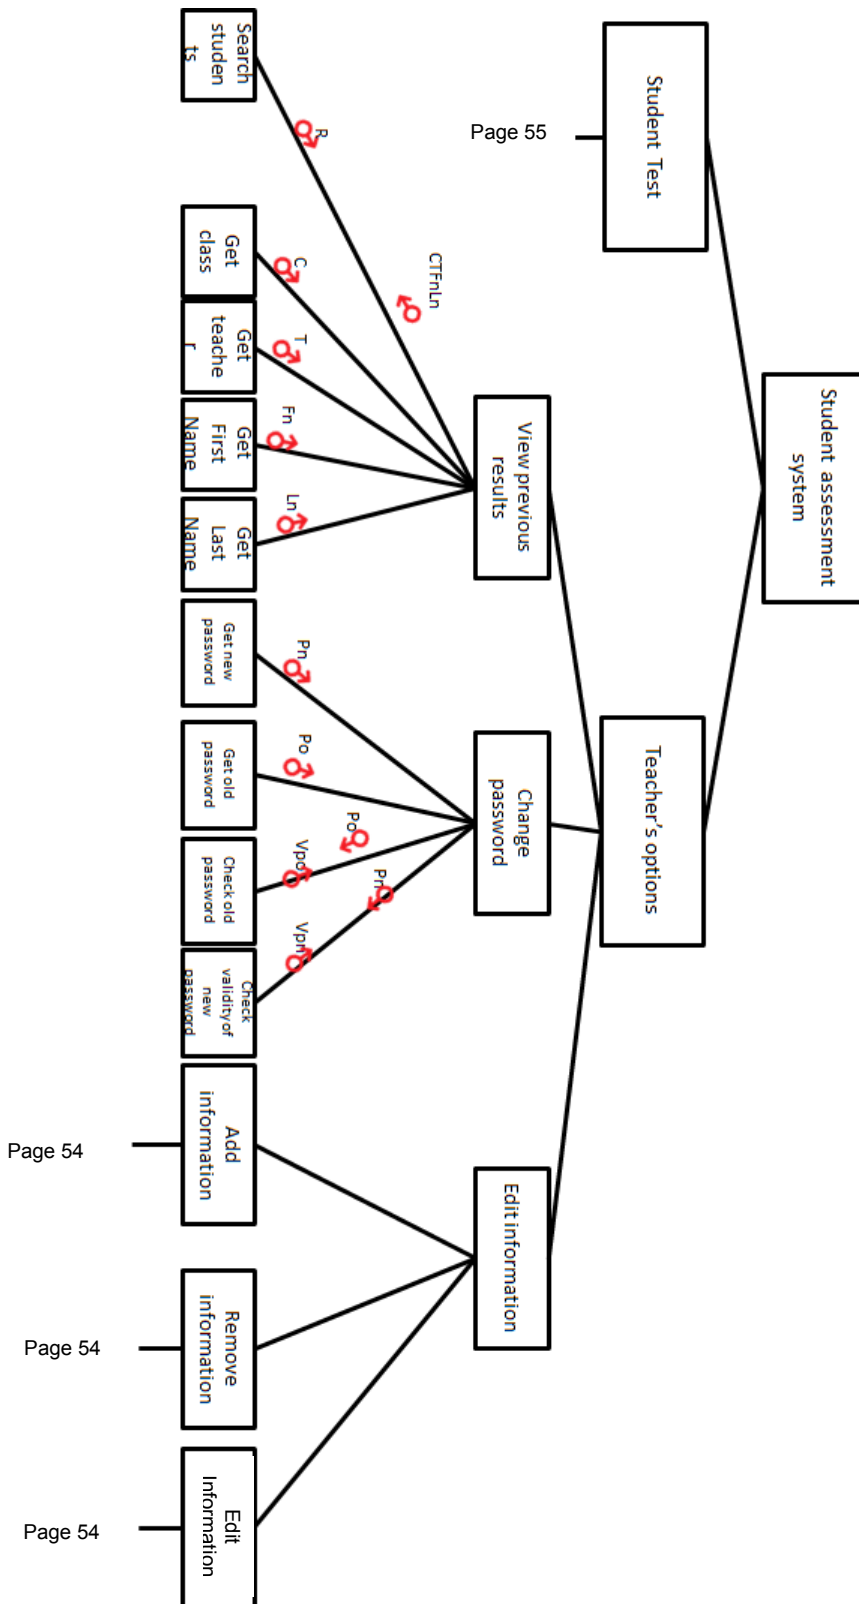 Student assessment
system
Student Test
Page 55
Teacher's options
View previous
results
Change
password
Edit information
CTFnLn
R
C
T
Fn
Ln
Pn
Po
Po
Vpo
Pn
Vpn
Search
studen
ts
Get
class
Get
teache
r
Get
First
Name
Get
Last
Name
Get new
password
Get old
password
Check old
password
Check
validity of
new
password
Add
information
Remove
information
Edit
Information
Page 54
Page 54
Page 54